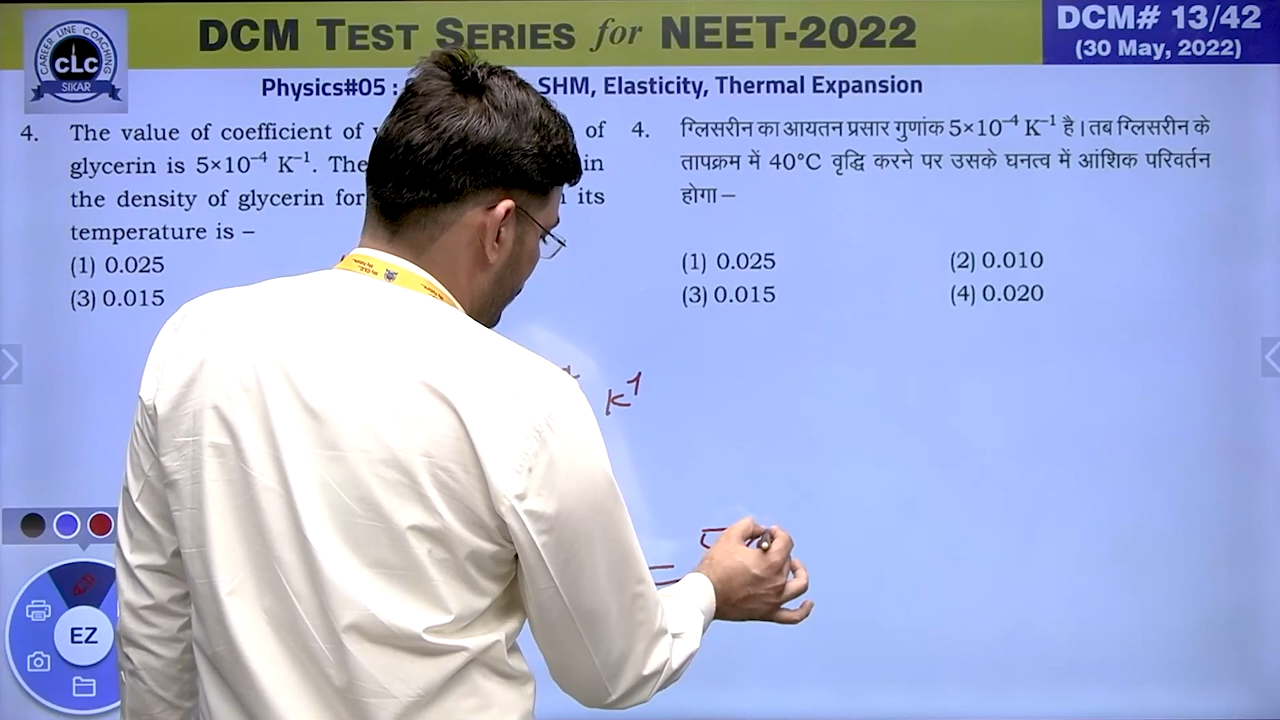 DCM TEST SERIES for NEET-2022
DCM# 13/42
(30 May, 2022)
CAREER LINE COACHING
CLC
SIKAR
Physics#05 : SHM, Elasticity, Thermal Expansion
4. The value of coefficient of of
glycerin is 5×10⁻⁴ K⁻¹. The in
the density of glycerin for its
temperature is –
(1) 0.025
(3) 0.015
4. ग्लिसरीन का आयतन प्रसार गुणांक 5×10⁻⁴ K⁻¹ है। तब ग्लिसरीन के
तापक्रम में 40°C वृद्धि करने पर उसके घनत्व में आंशिक परिवर्तन
होगा –
(1) 0.025 (2) 0.010
(3) 0.015 (4) 0.020
K⁻¹
=
EZ